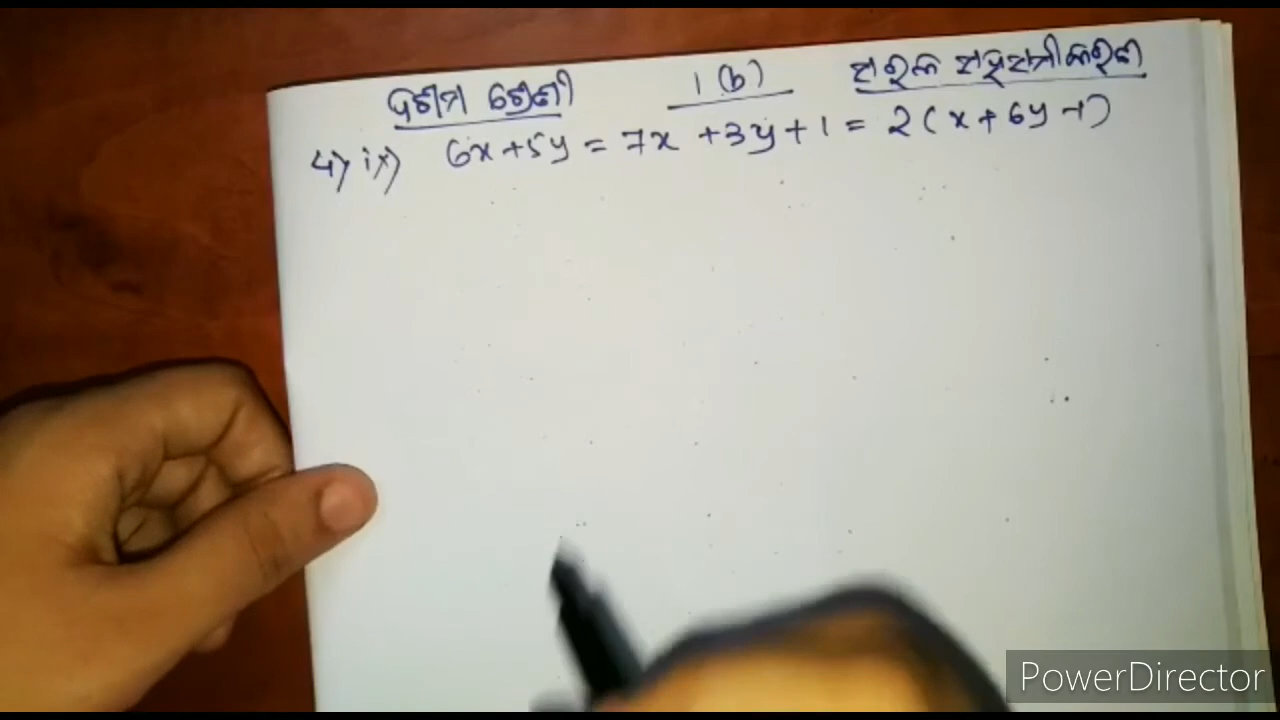 ଦଶମ ଶ୍ରେଣୀ 1 (b) ସରଳ ସହସମୀକରଣ
4) ix) 6x + 5y = 7x + 3y + 1 = 2 ( x + 6y - 1 )
PowerDirector